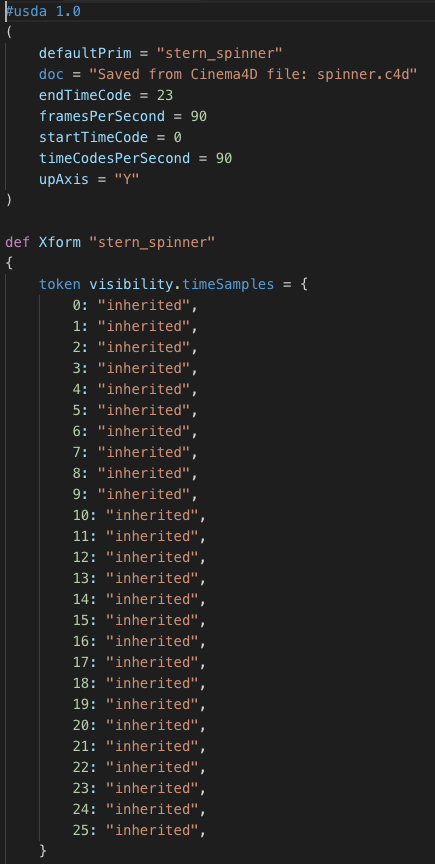 #usda 1.0
(
    defaultPrim = "stern_spinner"
    doc = "Saved from Cinema4D file: spinner.c4d"
    endTimeCode = 23
    framesPerSecond = 90
    startTimeCode = 0
    timeCodesPerSecond = 90
    upAxis = "Y"
)

def Xform "stern_spinner"
{
    token visibility.timeSamples = {
        0: "inherited",
        1: "inherited",
        2: "inherited",
        3: "inherited",
        4: "inherited",
        5: "inherited",
        6: "inherited",
        7: "inherited",
        8: "inherited",
        9: "inherited",
        10: "inherited",
        11: "inherited",
        12: "inherited",
        13: "inherited",
        14: "inherited",
        15: "inherited",
        16: "inherited",
        17: "inherited",
        18: "inherited",
        19: "inherited",
        20: "inherited",
        21: "inherited",
        22: "inherited",
        23: "inherited",
        24: "inherited",
        25: "inherited",
    }